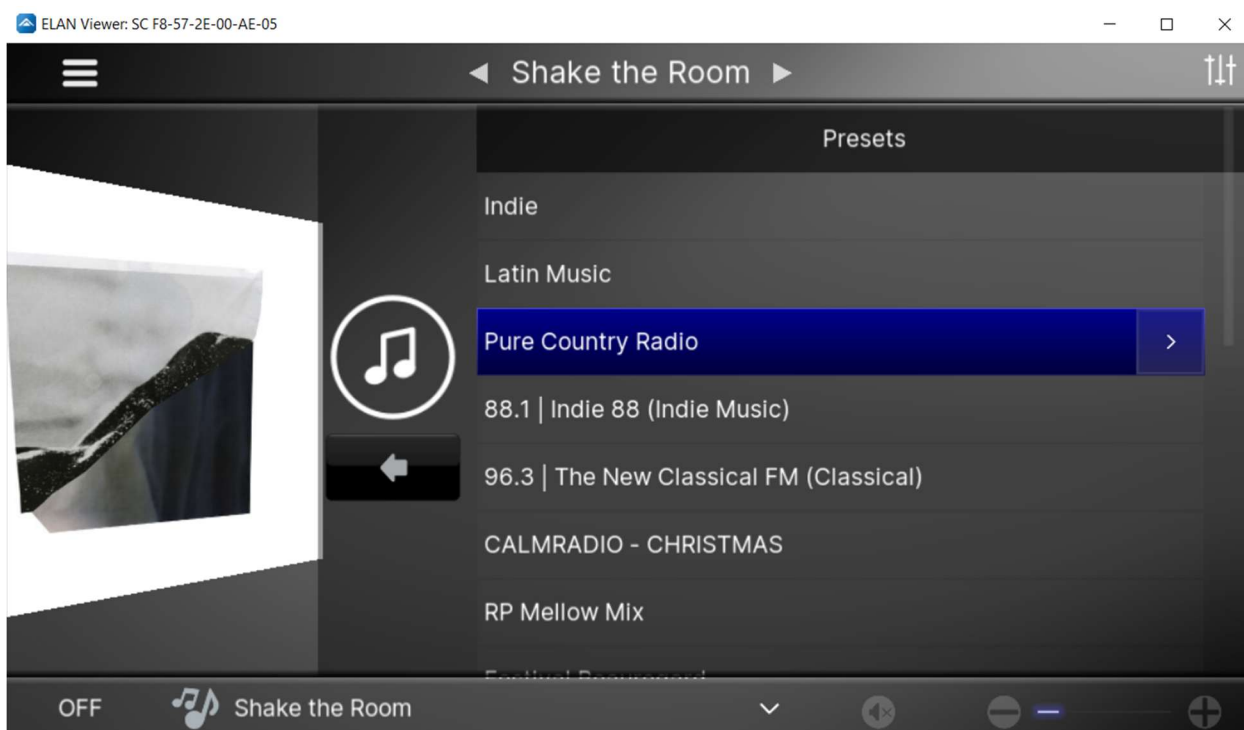 ELAN Viewer: SC F8-57-2E-00-AE-05
Shake the Room
Presets
Indie
Latin Music
Pure Country Radio
88.1 | Indie 88 (Indie Music)
96.3 | The New Classical FM (Classical)
CALMRADIO - CHRISTMAS
RP Mellow Mix
OFF
Shake the Room